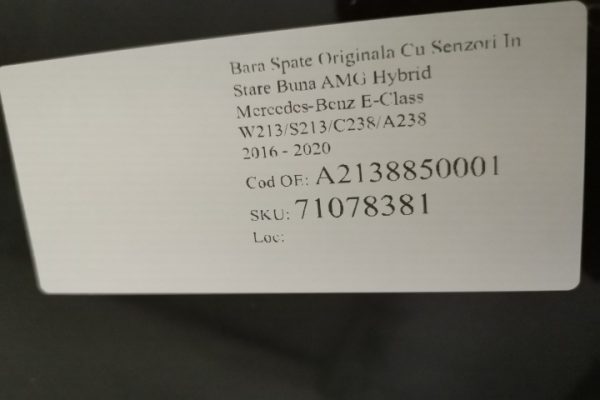 Bara Spate Originala Cu Senzori In
Stare Buna AMG Hybrid
Mercedes-Benz E-Class
W213/S213/C238/A238
2016 - 2020
Cod OE: A2138850001
SKU: 71078381
Loc: